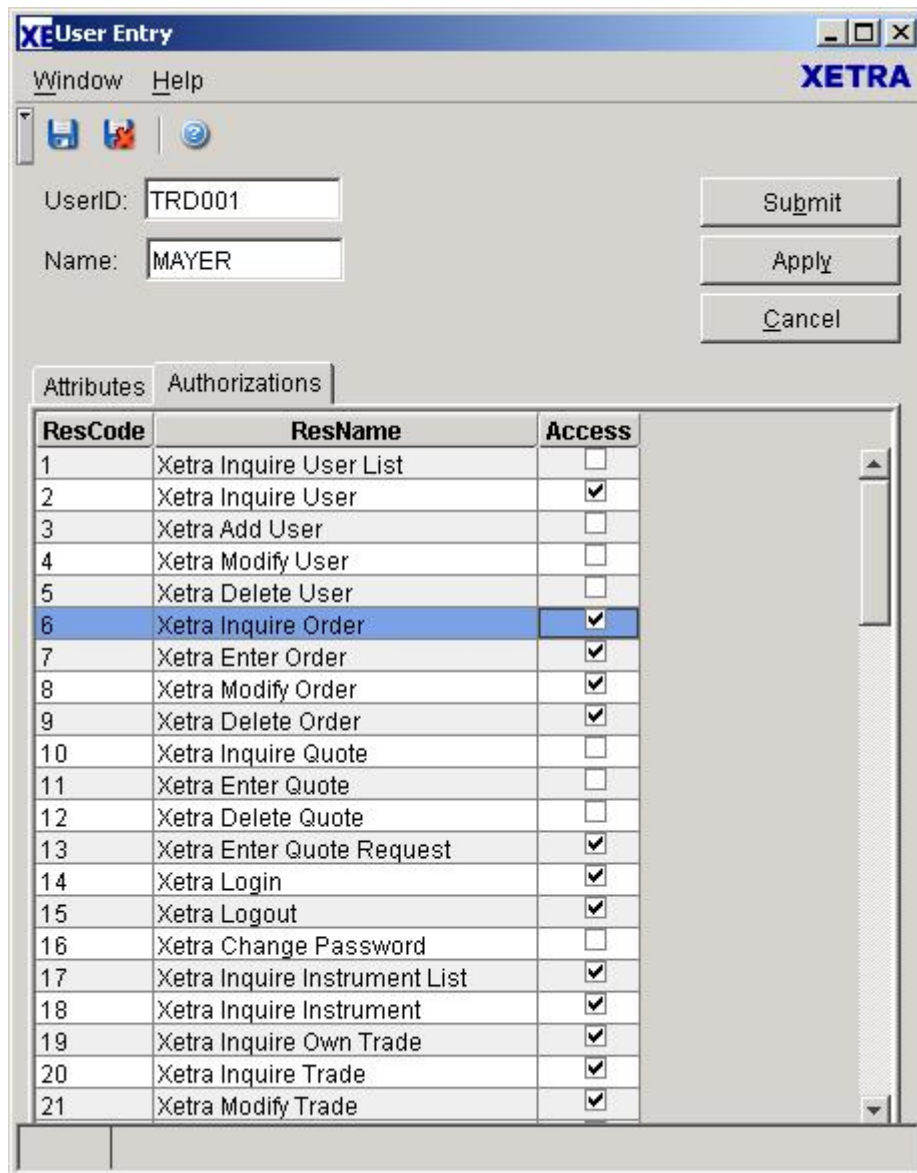 XE User Entry
Window Help XETRA
UserID: TRD001 Submit
Name: MAYER Apply
Cancel
Attributes Authorizations
ResCode ResName Access
1 Xetra Inquire User List
2 Xetra Inquire User
3 Xetra Add User
4 Xetra Modify User
5 Xetra Delete User
6 Xetra Inquire Order
7 Xetra Enter Order
8 Xetra Modify Order
9 Xetra Delete Order
10 Xetra Inquire Quote
11 Xetra Enter Quote
12 Xetra Delete Quote
13 Xetra Enter Quote Request
14 Xetra Login
15 Xetra Logout
16 Xetra Change Password
17 Xetra Inquire Instrument List
18 Xetra Inquire Instrument
19 Xetra Inquire Own Trade
20 Xetra Inquire Trade
21 Xetra Modify Trade